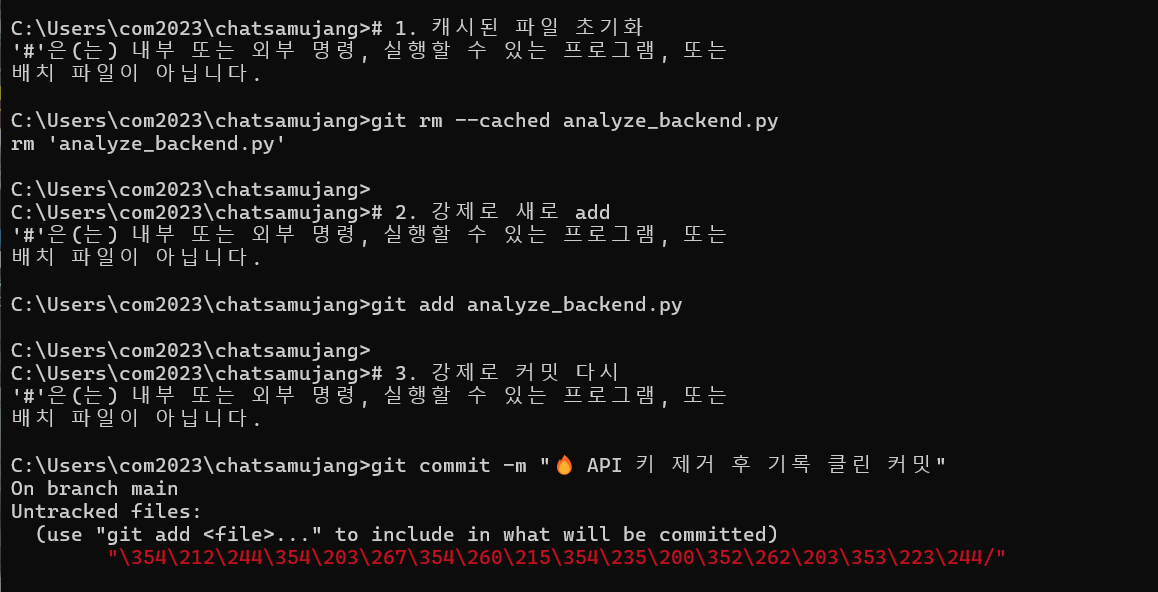 C:\Users\com2023\chatsamujang># 1. 캐시된 파일 초기화
'#'은(는) 내부 또는 외부 명령, 실행할 수 있는 프로그램, 또는
배치 파일이 아닙니다.
C:\Users\com2023\chatsamujang>git rm --cached analyze_backend.py
rm 'analyze_backend.py'
C:\Users\com2023\chatsamujang>
C:\Users\com2023\chatsamujang># 2. 강제로 새로 add
'#'은(는) 내부 또는 외부 명령, 실행할 수 있는 프로그램, 또는
배치 파일이 아닙니다.
C:\Users\com2023\chatsamujang>git add analyze_backend.py
C:\Users\com2023\chatsamujang>
C:\Users\com2023\chatsamujang># 3. 강제로 커밋 다시
'#'은(는) 내부 또는 외부 명령, 실행할 수 있는 프로그램, 또는
배치 파일이 아닙니다.
C:\Users\com2023\chatsamujang>git commit -m "🔥 API 키 제거 후 기록 클린 커밋"
On branch main
Untracked files:
(use "git add <file>..." to include in what will be committed)
"\354\212\244\354\203\267\354\260\215\354\235\200\352\262\203\353\223\244/"